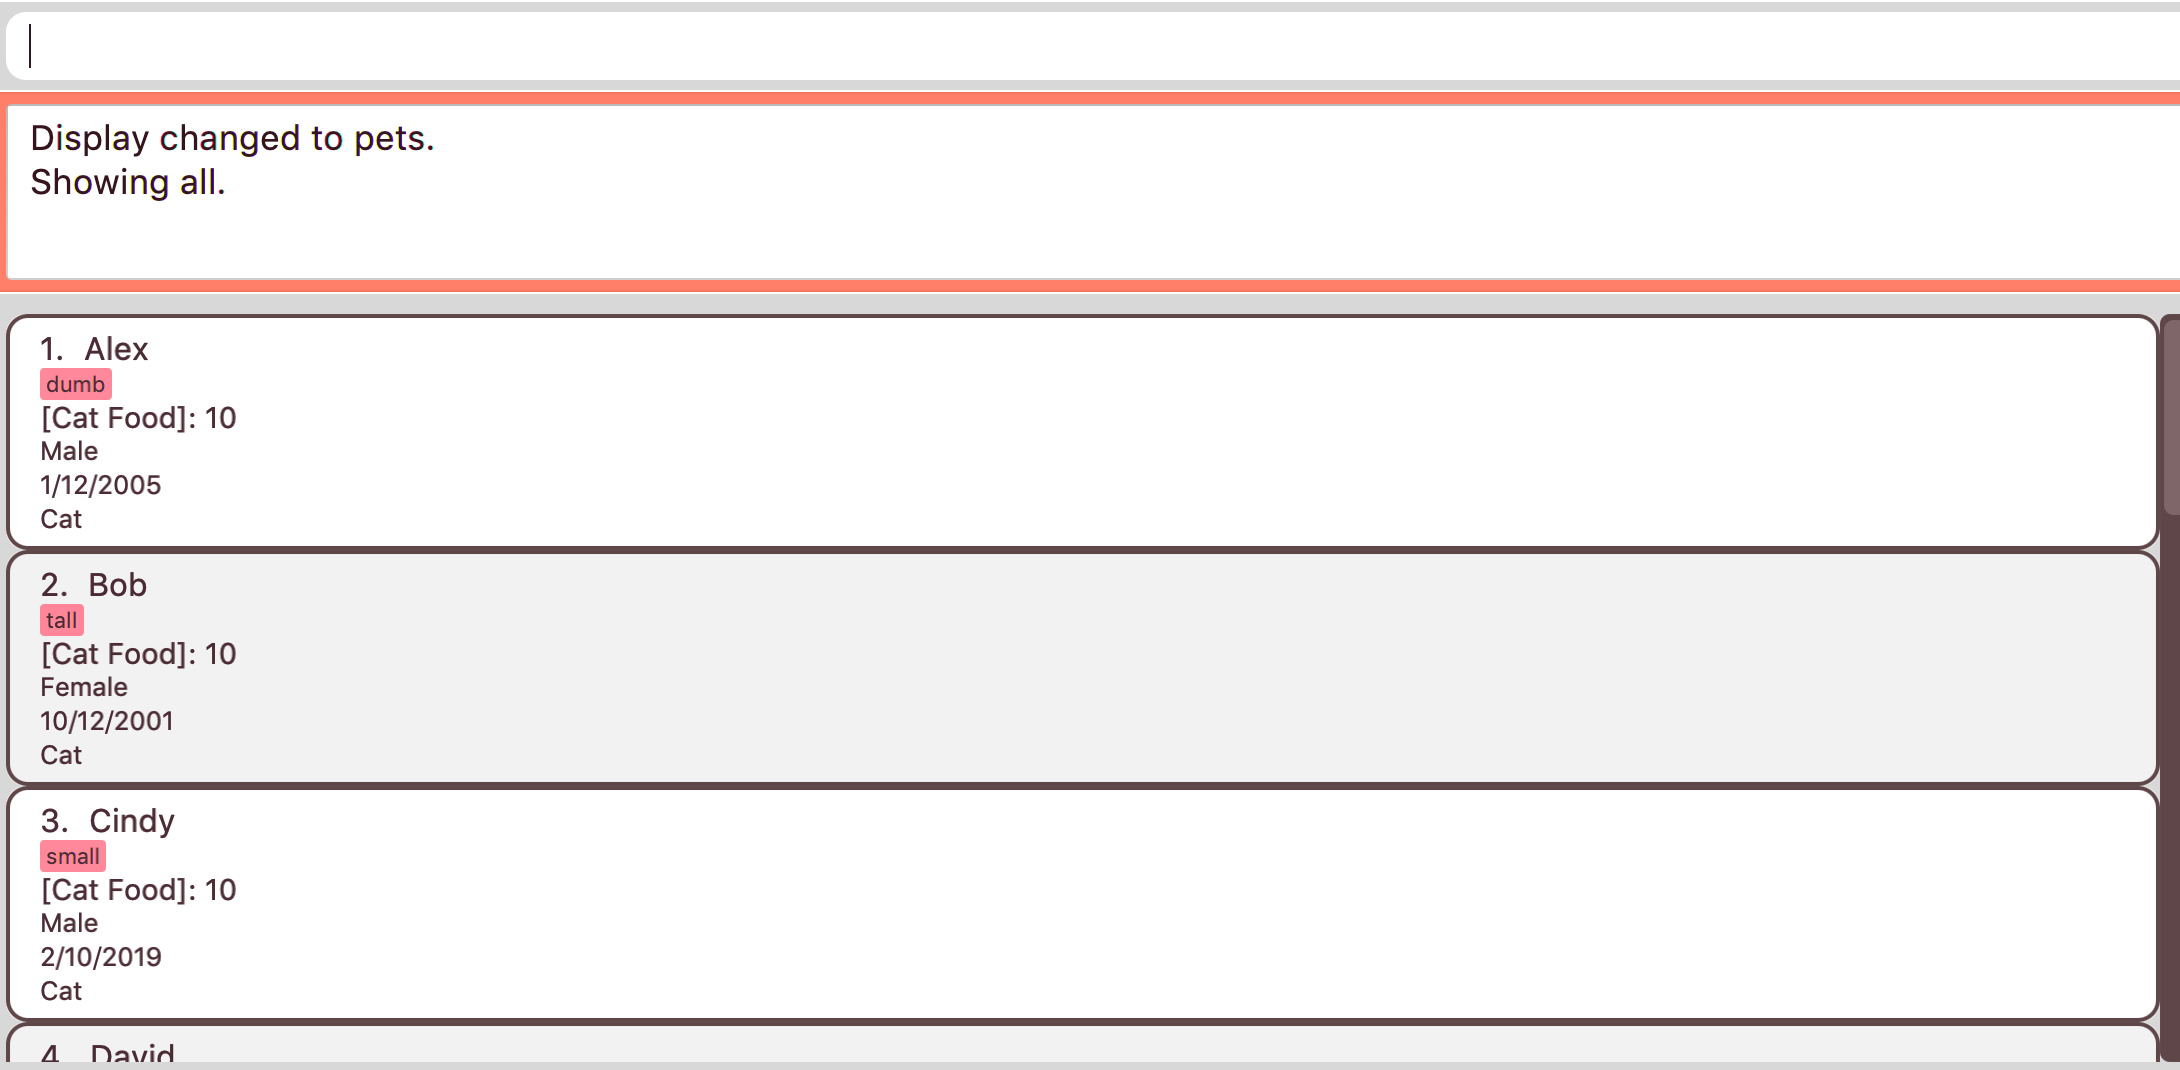 Display changed to pets.
Showing all.
1. Alex
dumb
[Cat Food]: 10
Male
1/12/2005
Cat
2. Bob
tall
[Cat Food]: 10
Female
10/12/2001
Cat
3. Cindy
small
[Cat Food]: 10
Male
2/10/2019
Cat
4. David